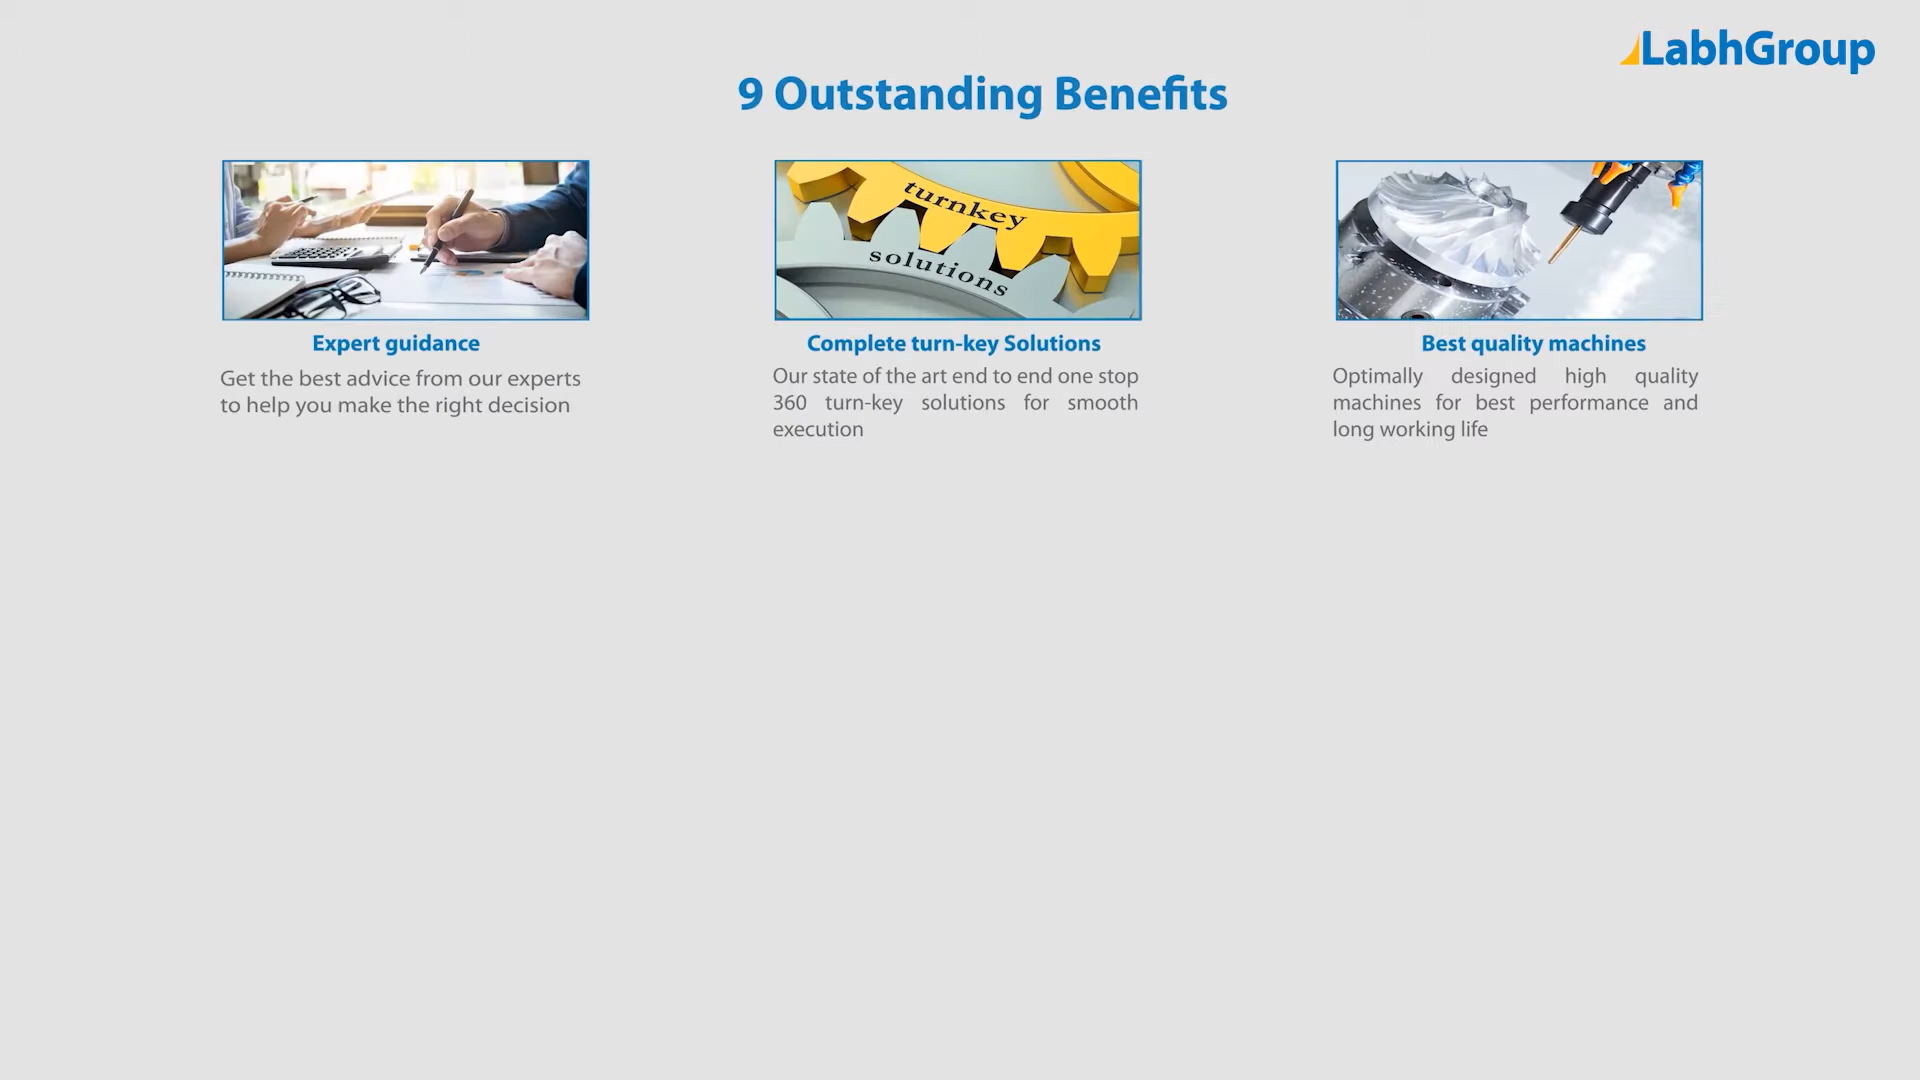 LabhGroup
9 Outstanding Benefits
turnkey
solutions
Expert guidance
Get the best advice from our experts
to help you make the right decision
Complete turn-key Solutions
Our state of the art end to end one stop
360 turn-key solutions for smooth
execution
Best quality machines
Optimally designed high quality
machines for best performance and
long working life